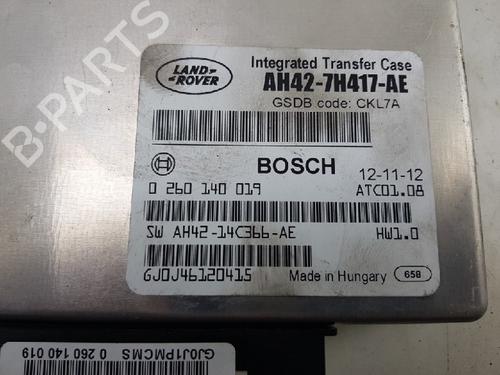 LAND
ROVER
Integrated Transfer Case
AH42-7H417-AE
GSDB code: CKL7A
BOSCH
12-11-12
0 260 140 019
ATC01.08
SW AH42-14C366-AE
HW1.0
GJ0J46120415
Made in Hungary
658
GJ0J1PMCMS 0 260 140 019
B-PARTS